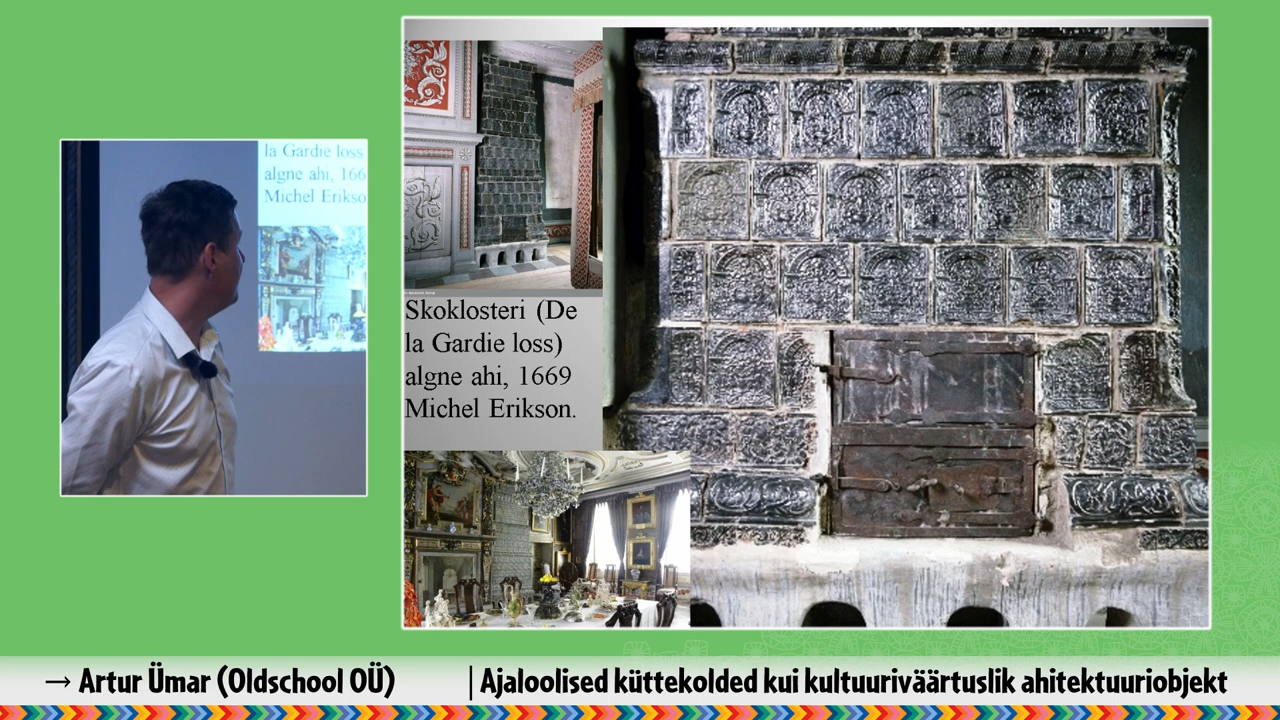 la Gardie loss
algne ahi, 166
Michel Erikso
Skoklosteri (De
la Gardie loss)
algne ahi, 1669
Michel Erikson.
→ Artur Ümar (Oldschool OÜ)
| Ajaloolised küttekolded kui kultuuriväärtuslik ahitektuuriobjekt